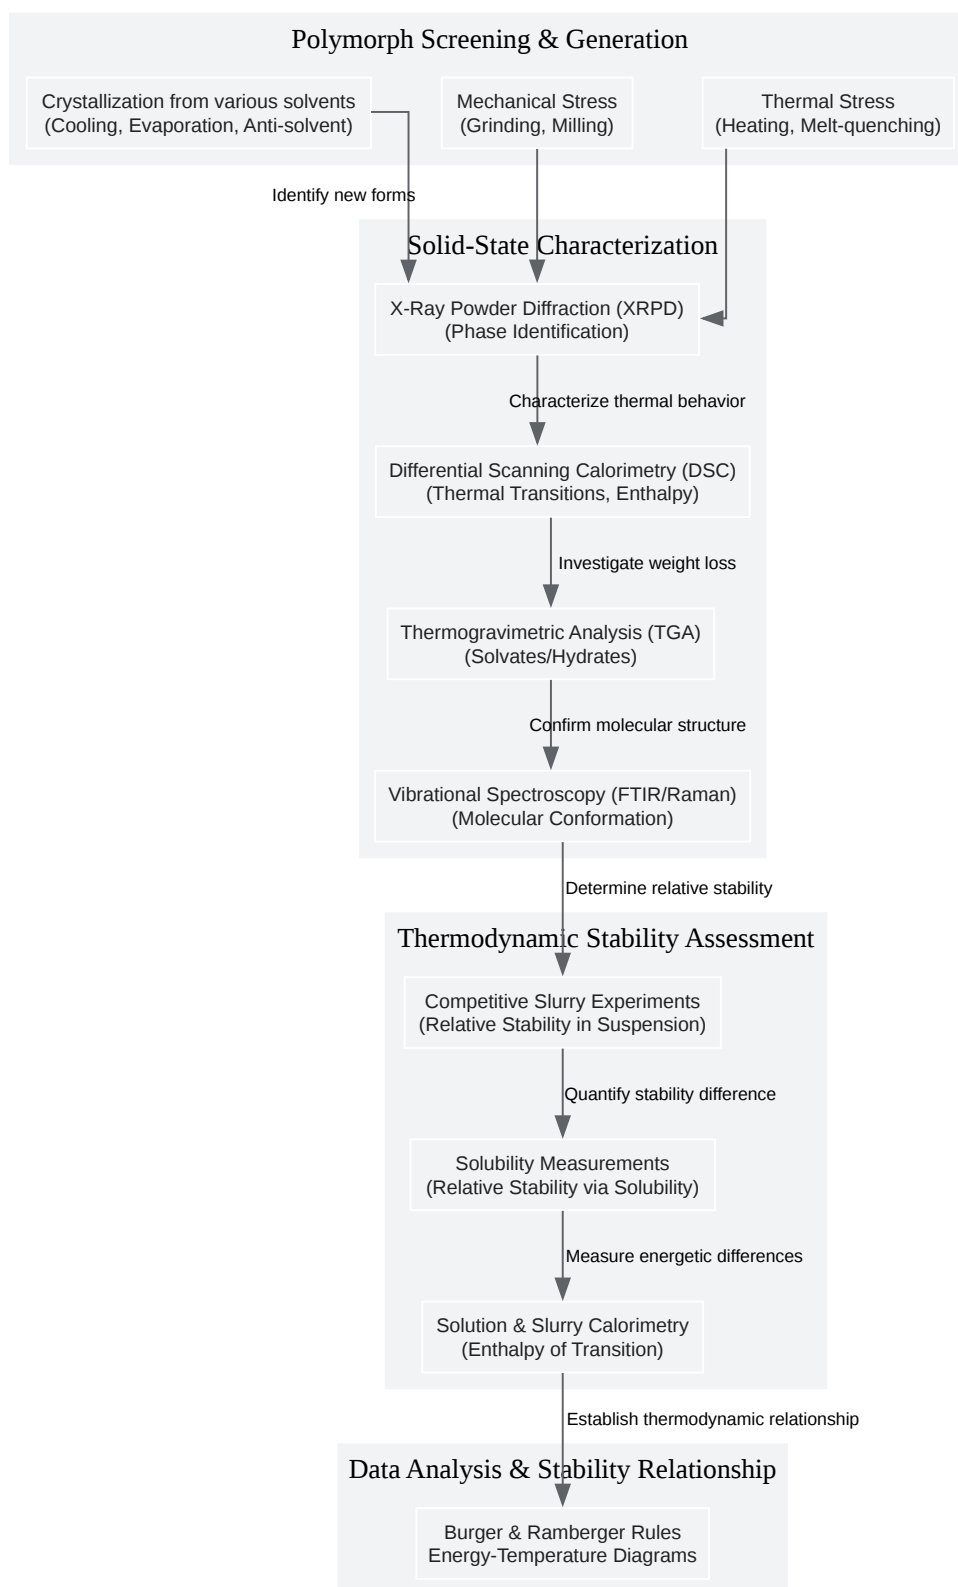 Polymorph Screening & Generation
Crystallization from various solvents
(Cooling, Evaporation, Anti-solvent)
Mechanical Stress
(Grinding, Milling)
Thermal Stress
(Heating, Melt-quenching)
Identify new forms
Solid-State Characterization
X-Ray Powder Diffraction (XRPD)
(Phase Identification)
Characterize thermal behavior
Differential Scanning Calorimetry (DSC)
(Thermal Transitions, Enthalpy)
Investigate weight loss
Thermogravimetric Analysis (TGA)
(Solvates/Hydrates)
Confirm molecular structure
Vibrational Spectroscopy (FTIR/Raman)
(Molecular Conformation)
Determine relative stability
Thermodynamic Stability Assessment
Competitive Slurry Experiments
(Relative Stability in Suspension)
Quantify stability difference
Solubility Measurements
(Relative Stability via Solubility)
Measure energetic differences
Solution & Slurry Calorimetry
(Enthalpy of Transition)
Establish thermodynamic relationship
Data Analysis & Stability Relationship
Burger & Ramberger Rules
Energy-Temperature Diagrams